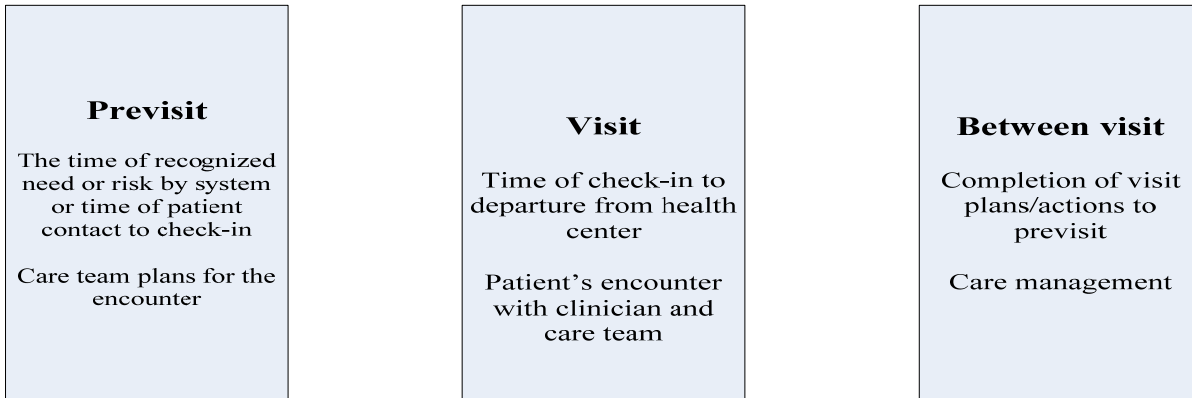 Previsit
The time of recognized
need or risk by system
or time of patient
contact to check-in
Care team plans for the
encounter
Visit
Time of check-in to
departure from health
center
Patient’s encounter
with clinician and
care team
Between visit
Completion of visit
plans/actions to
previsit
Care management